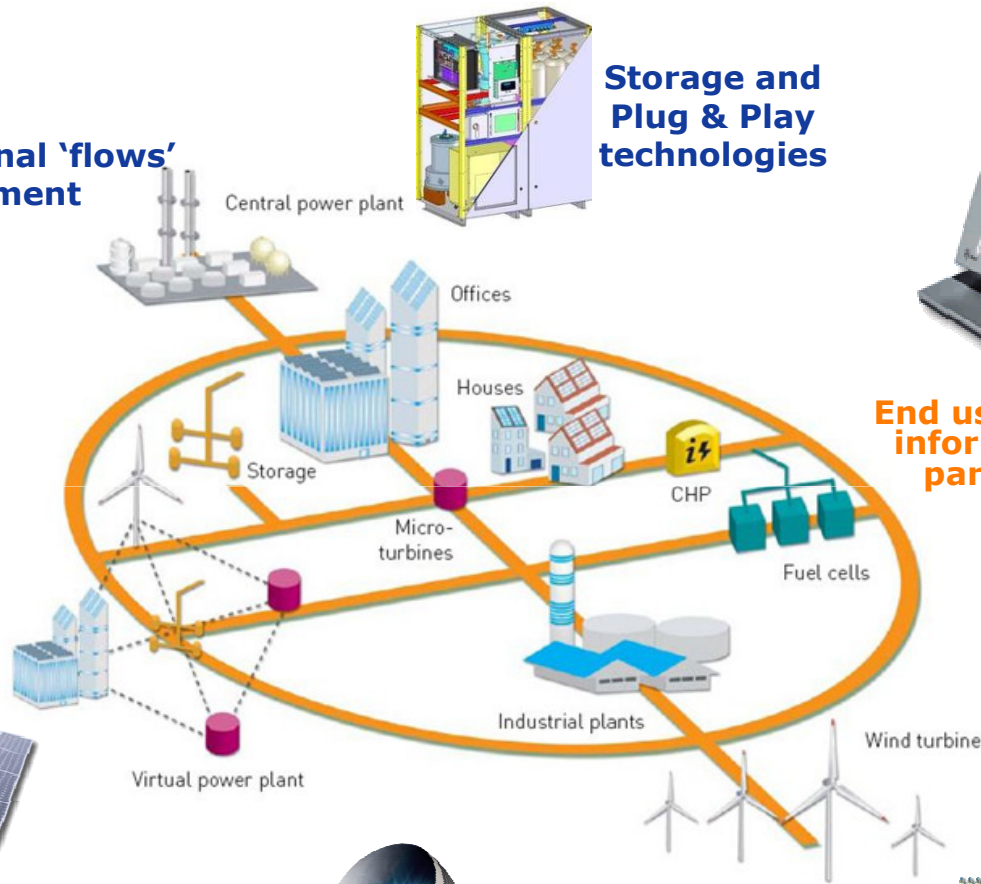 Storage and
Plug & Play
technologies
nal ‘flows’
ment
Central power plant
Offices
Houses
End us
infor
par
Storage
CHP
Micro-
turbines
Fuel cells
Industrial plants
Wind turbine
Virtual power plant